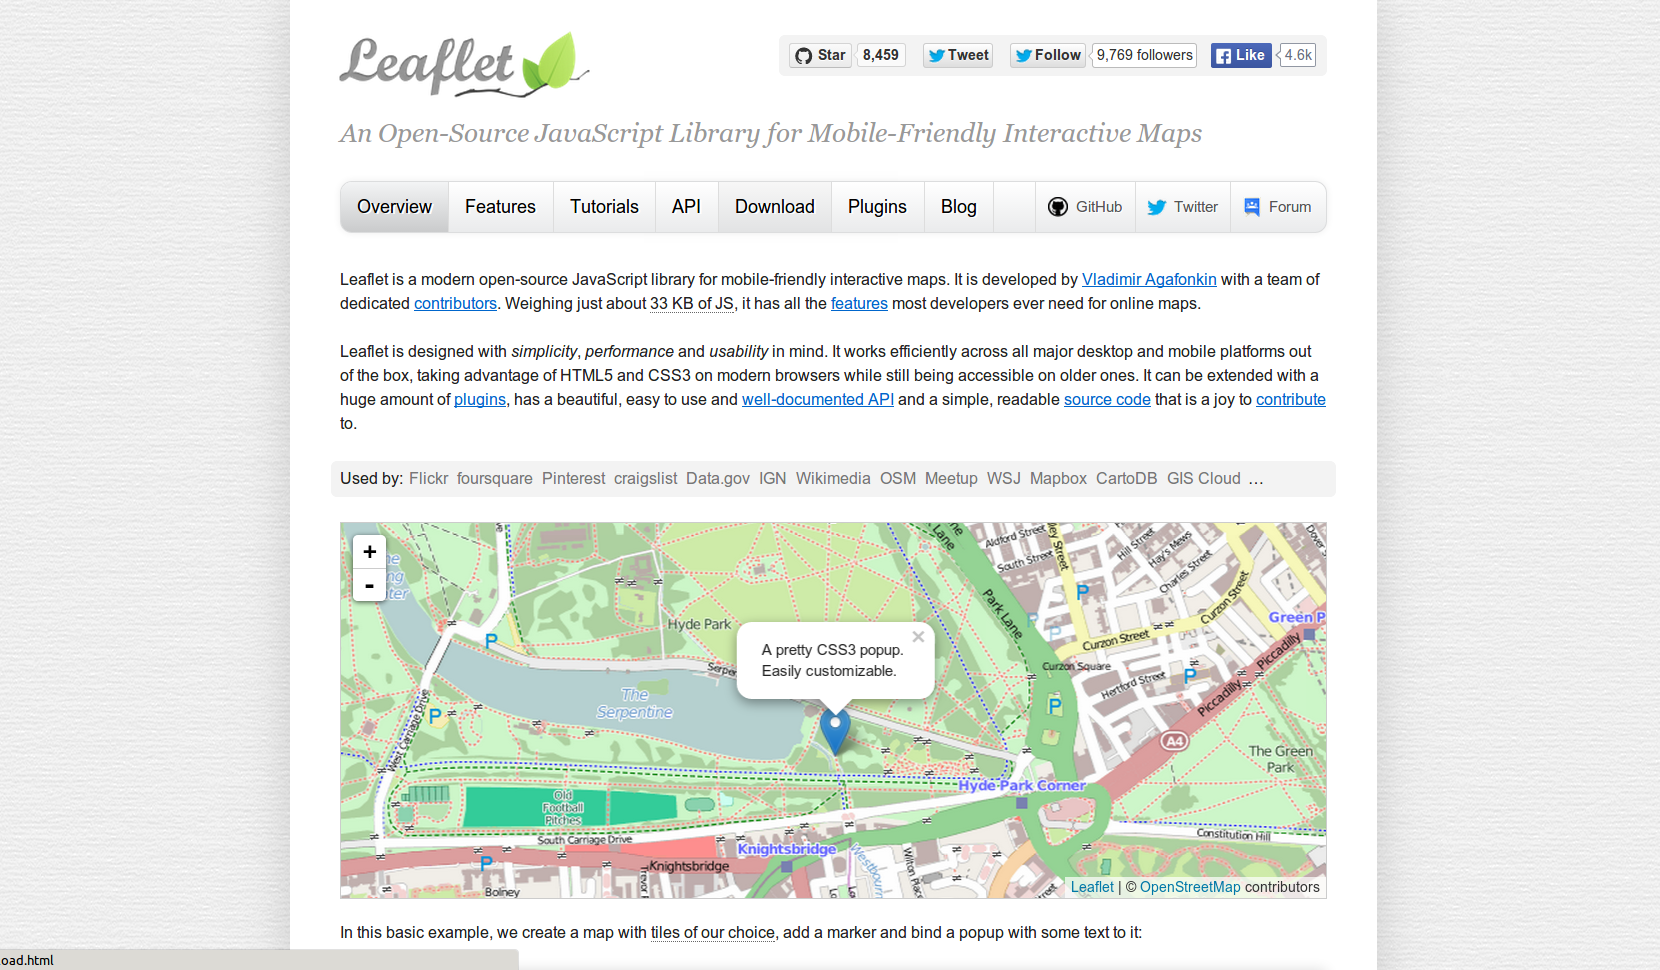 Leaflet
Star 8,459 Tweet Follow 9,769 followers Like 4.6k
An Open-Source JavaScript Library for Mobile-Friendly Interactive Maps
Overview Features Tutorials API Download Plugins Blog GitHub Twitter Forum
Leaflet is a modern open-source JavaScript library for mobile-friendly interactive maps. It is developed by Vladimir Agafonkin with a team of
dedicated contributors. Weighing just about 33 KB of JS, it has all the features most developers ever need for online maps.
Leaflet is designed with simplicity, performance and usability in mind. It works efficiently across all major desktop and mobile platforms out
of the box, taking advantage of HTML5 and CSS3 on modern browsers while still being accessible on older ones. It can be extended with a
huge amount of plugins, has a beautiful, easy to use and well-documented API and a simple, readable source code that is a joy to contribute
to.
Used by: Flickr foursquare Pinterest craigslist Data.gov IGN Wikimedia OSM Meetup WSJ Mapbox CartoDB GIS Cloud …
+
-
Aldford Street
South Street
Hill Street
Hay's Mews
Charles Street
Curzon Street
Park Lane
P
Green P
Hyde Park
A pretty CSS3 popup.
Easily customizable.
×
Curzon Street
Curzon Square
Hertford Street
Piccadilly
Piccadilly
P
P
P
P
The
Serpentine
West Carriage Drive
A4
The Green
Park
Hyde Park Corner
Old
Football
Pitches
South Carriage Drive
Constitution Hill
Knightsbridge
Knightsbridge
P
Bolney
Leaflet | © OpenStreetMap contributors
In this basic example, we create a map with tiles of our choice, add a marker and bind a popup with some text to it:
oad.html